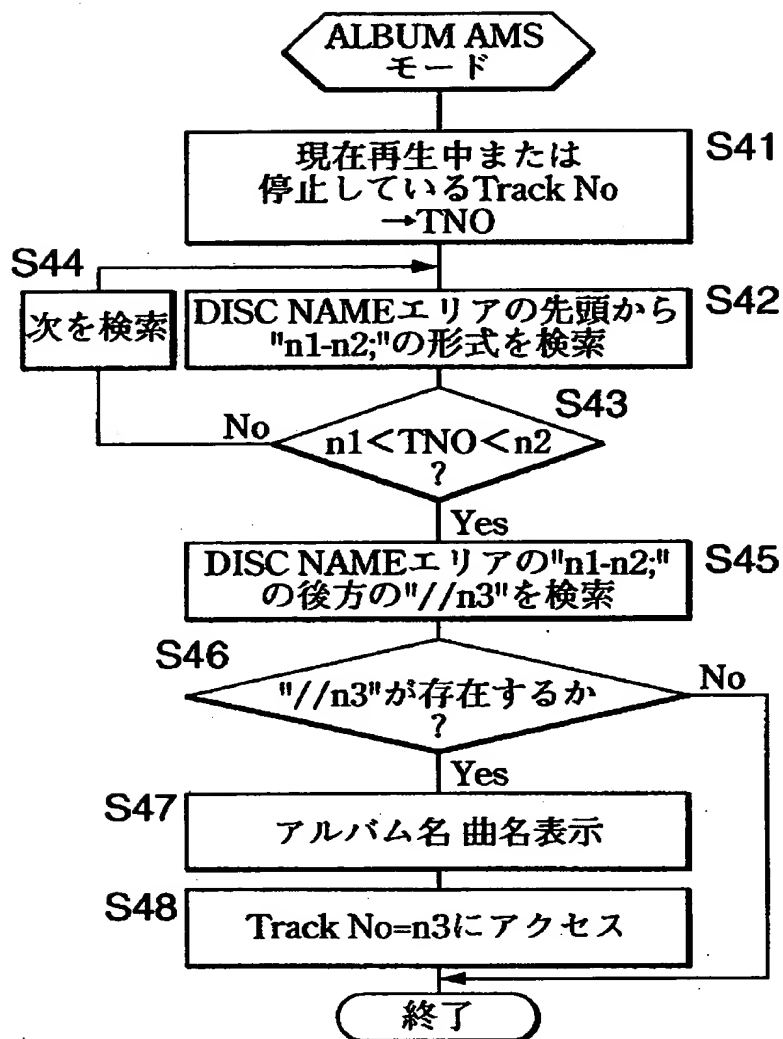 ALBUM AMS
モード
S41
現在再生中または
停止しているTrack No
→TNO
S44
次を検索
S42
DISC NAMEエリアの先頭から
"n1-n2;"の形式を検索
S43
No
n1<TNO<n2
?
Yes
S45
DISC NAMEエリアの"n1-n2;"
の後方の"//n3"を検索
S46
No
"//n3"が存在するか
?
Yes
S47
アルバム名 曲名表示
S48
Track No=n3にアクセス
終了